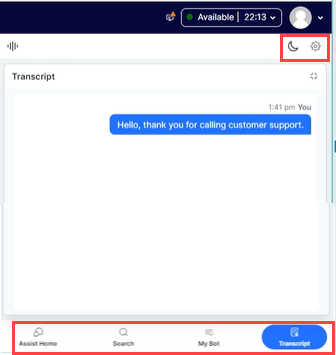 Available | 22:13
Transcript
1:41 pm You
Hello, thank you for calling customer support.
Assist Home Search My Bot Transcript